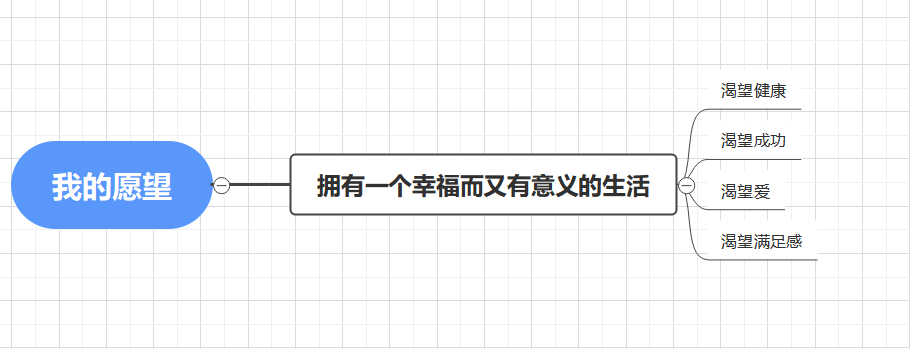 我的愿望
拥有一个幸福而又有意义的生活
渴望健康
渴望成功
渴望爱
渴望满足感